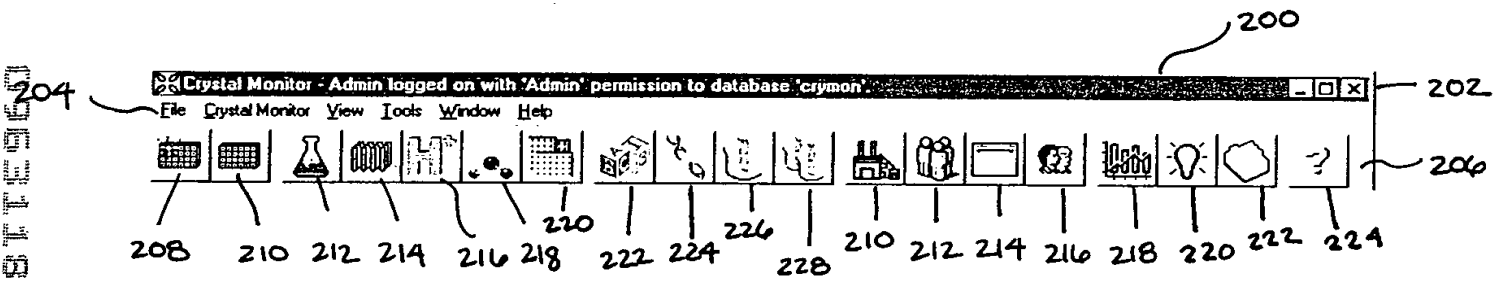 200
Crystal Monitor - Admin logged on with 'Admin' permission to database 'crymon'.
202
204
File Crystal Monitor View Tools Window Help
206
208 210 212 214 216 218 220 222 224 226 228 210 212 214 216 218 220 222 224